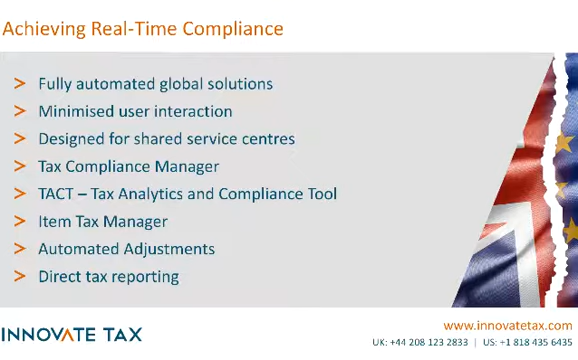 Achieving Real-Time Compliance
> Fully automated global solutions
> Minimised user interaction
> Designed for shared service centres
> Tax Compliance Manager
> TACT – Tax Analytics and Compliance Tool
> Item Tax Manager
> Automated Adjustments
> Direct tax reporting
INNOVATE TAX
www.innovatetax.com
UK: +44 208 123 2833 | US: +1 818 435 6435